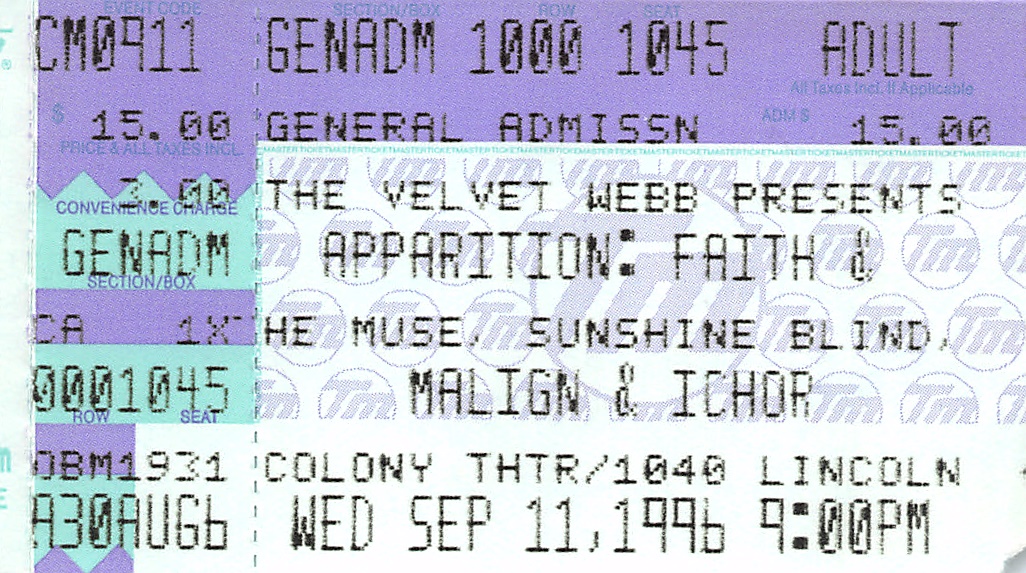 EVENT CODE SECTION/BOX ROW SEAT
CM0911 GENADM 1000 1045 ADULT
All Taxes Incl. If Applicable
$ 15.00 GENERAL ADMISSN ADM $ 15.00
PRICE & ALL TAXES INCL.
3.00 THE VELVET WEBB PRESENTS
CONVENIENCE CHARGE
GENADM APPARITION: FAITH &
SECTION/BOX
CA 1X HE MUSE, SUNSHINE BLIND,
0001045 MALIGN & ICHOR
ROW SEAT
OBM1931 COLONY THTR/1040 LINCOLN
A30AUG6 WED SEP 11,1996 9:00PM